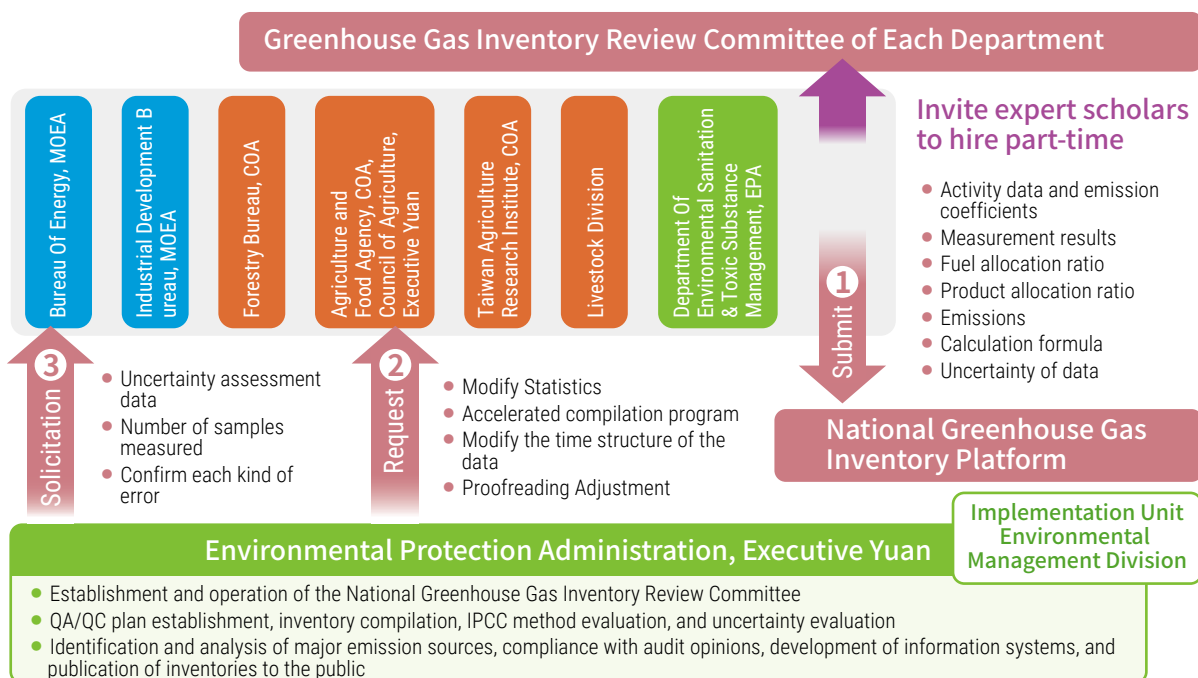 Greenhouse Gas Inventory Review Committee of Each Department
Bureau Of Energy, MOEA
Industrial Development B
ureau, MOEA
Forestry Bureau, COA
Agriculture and
Food Agency, COA,
Council of Agriculture,
Executive Yuan
Taiwan Agriculture
Research Institute, COA
Livestock Division
Department Of
Environmental Sanitation
& Toxic Substance
Management, EPA
Invite expert scholars
to hire part-time
• Activity data and emission
coefficients
• Measurement results
• Fuel allocation ratio
• Product allocation ratio
• Emissions
• Calculation formula
• Uncertainty of data
1
Submit
3
Solicitation
• Uncertainty assessment
data
• Number of samples
measured
• Confirm each kind of
error
2
Request
• Modify Statistics
• Accelerated compilation program
• Modify the time structure of the
data
• Proofreading Adjustment
National Greenhouse Gas
Inventory Platform
Implementation Unit
Environmental
Management Division
Environmental Protection Administration, Executive Yuan
• Establishment and operation of the National Greenhouse Gas Inventory Review Committee
• QA/QC plan establishment, inventory compilation, IPCC method evaluation, and uncertainty evaluation
• Identification and analysis of major emission sources, compliance with audit opinions, development of information systems, and
publication of inventories to the public